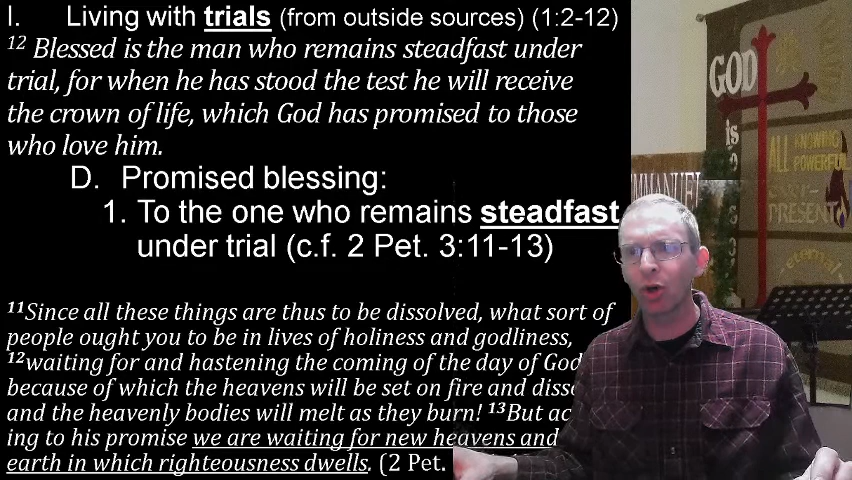 I. Living with trials (from outside sources) (1:2-12)
12 Blessed is the man who remains steadfast under
trial, for when he has stood the test he will receive
the crown of life, which God has promised to those
who love him.
D. Promised blessing:
1. To the one who remains steadfast
under trial (c.f. 2 Pet. 3:11-13)
11Since all these things are thus to be dissolved, what sort of
people ought you to be in lives of holiness and godliness,
12waiting for and hastening the coming of the day of God
because of which the heavens will be set on fire and
and the heavenly bodies will melt as they burn! 13But
ing to his promise we are waiting for new heavens and
earth in which righteousness dwells. (2 Pet.
GOD
is
ALL KNOWING
POWERFUL
EVER-
PRESENT
eternal